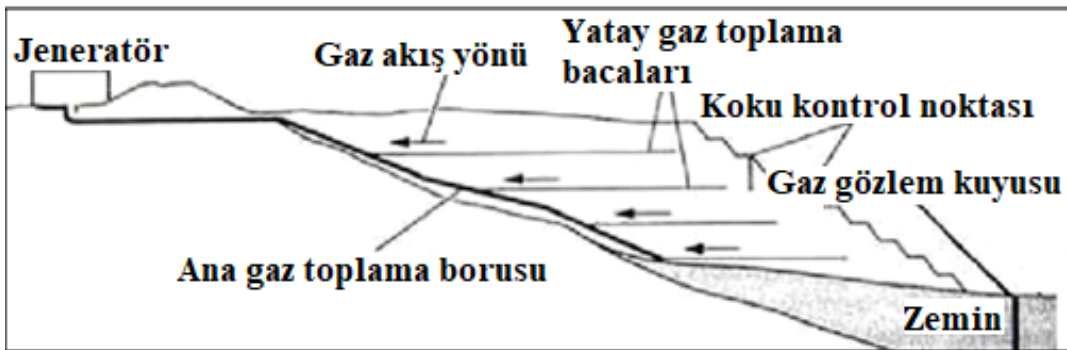 Jeneratör
Gaz akış yönü
Yatay gaz toplama
bacaları
Koku kontrol noktası
Gaz gözlem kuyusu
Ana gaz toplama borusu
Zemin